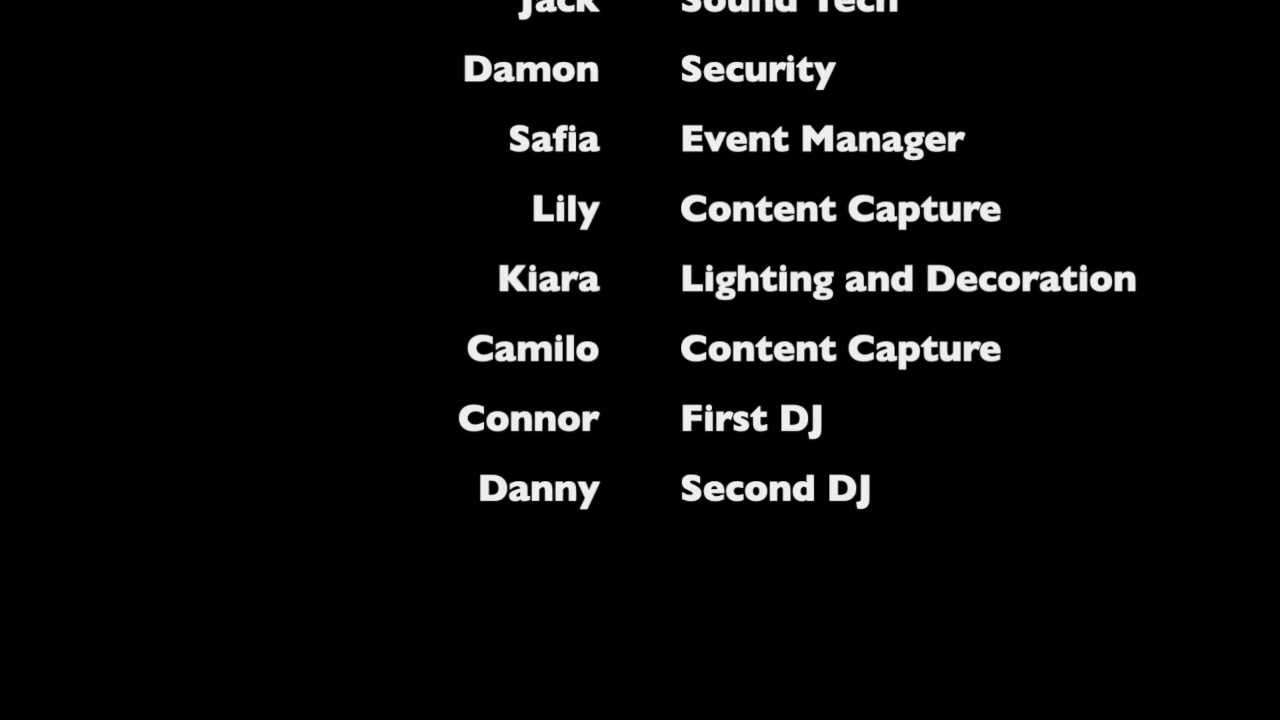 Jack Sound Tech
Damon Security
Safia Event Manager
Lily Content Capture
Kiara Lighting and Decoration
Camilo Content Capture
Connor First DJ
Danny Second DJ